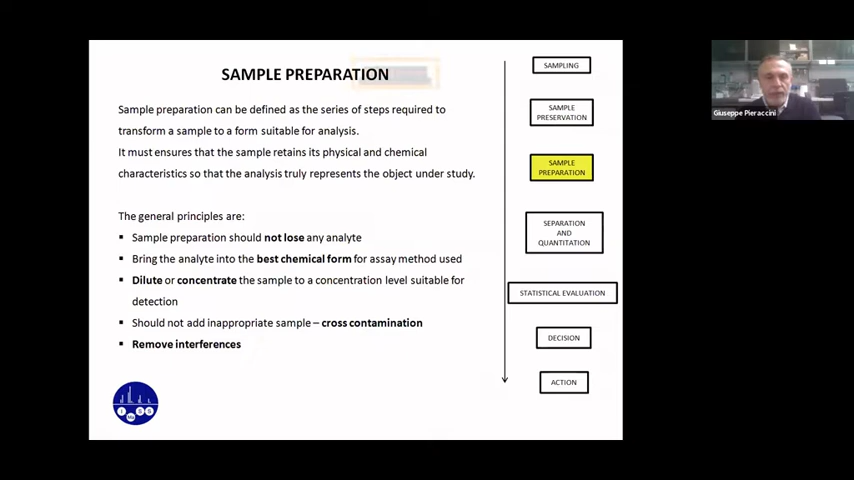 SAMPLE PREPARATION
Sample preparation can be defined as the series of steps required to
transform a sample to a form suitable for analysis.
It must ensures that the sample retains its physical and chemical
characteristics so that the analysis truly represents the object under study.
The general principles are:
▪ Sample preparation should not lose any analyte
▪ Bring the analyte into the best chemical form for assay method used
▪ Dilute or concentrate the sample to a concentration level suitable for
detection
▪ Should not add inappropriate sample – cross contamination
▪ Remove interferences
SAMPLING
SAMPLE
PRESERVATION
SAMPLE
PREPARATION
SEPARATION
AND
QUANTITATION
STATISTICAL EVALUATION
DECISION
ACTION
Giuseppe Pieraccini